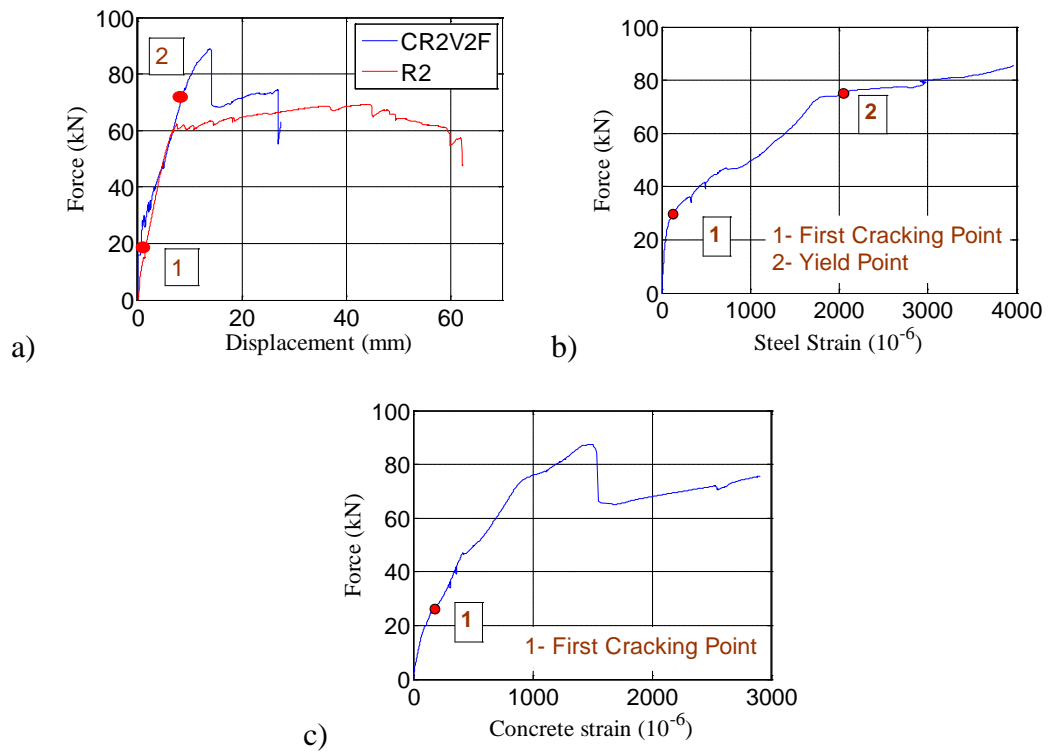 100
80
60
40
20
0
0
20
40
60
Force (kN)
Displacement (mm)
CR2V2F
R2
2
1
a)
100
80
60
40
20
0
0
1000
2000
3000
4000
Force (kN)
Steel Strain (10-6)
2
1
1- First Cracking Point
2- Yield Point
b)
100
80
60
40
20
0
0
1000
2000
3000
Force (kN)
Concrete strain (10-6)
1
1- First Cracking Point
c)